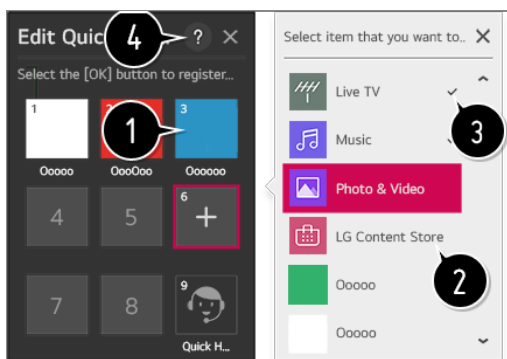 Edit Quic 4 ? ×
Select the [OK] button to register...
1 2 3
1
Ooooo OooOoo Oooooo
4 5 6 +
7 8 9
Quick H...
Select item that you want to.. ×
Live TV
3
Music
Photo & Video
LG Content Store
2
Ooooo
Ooooo